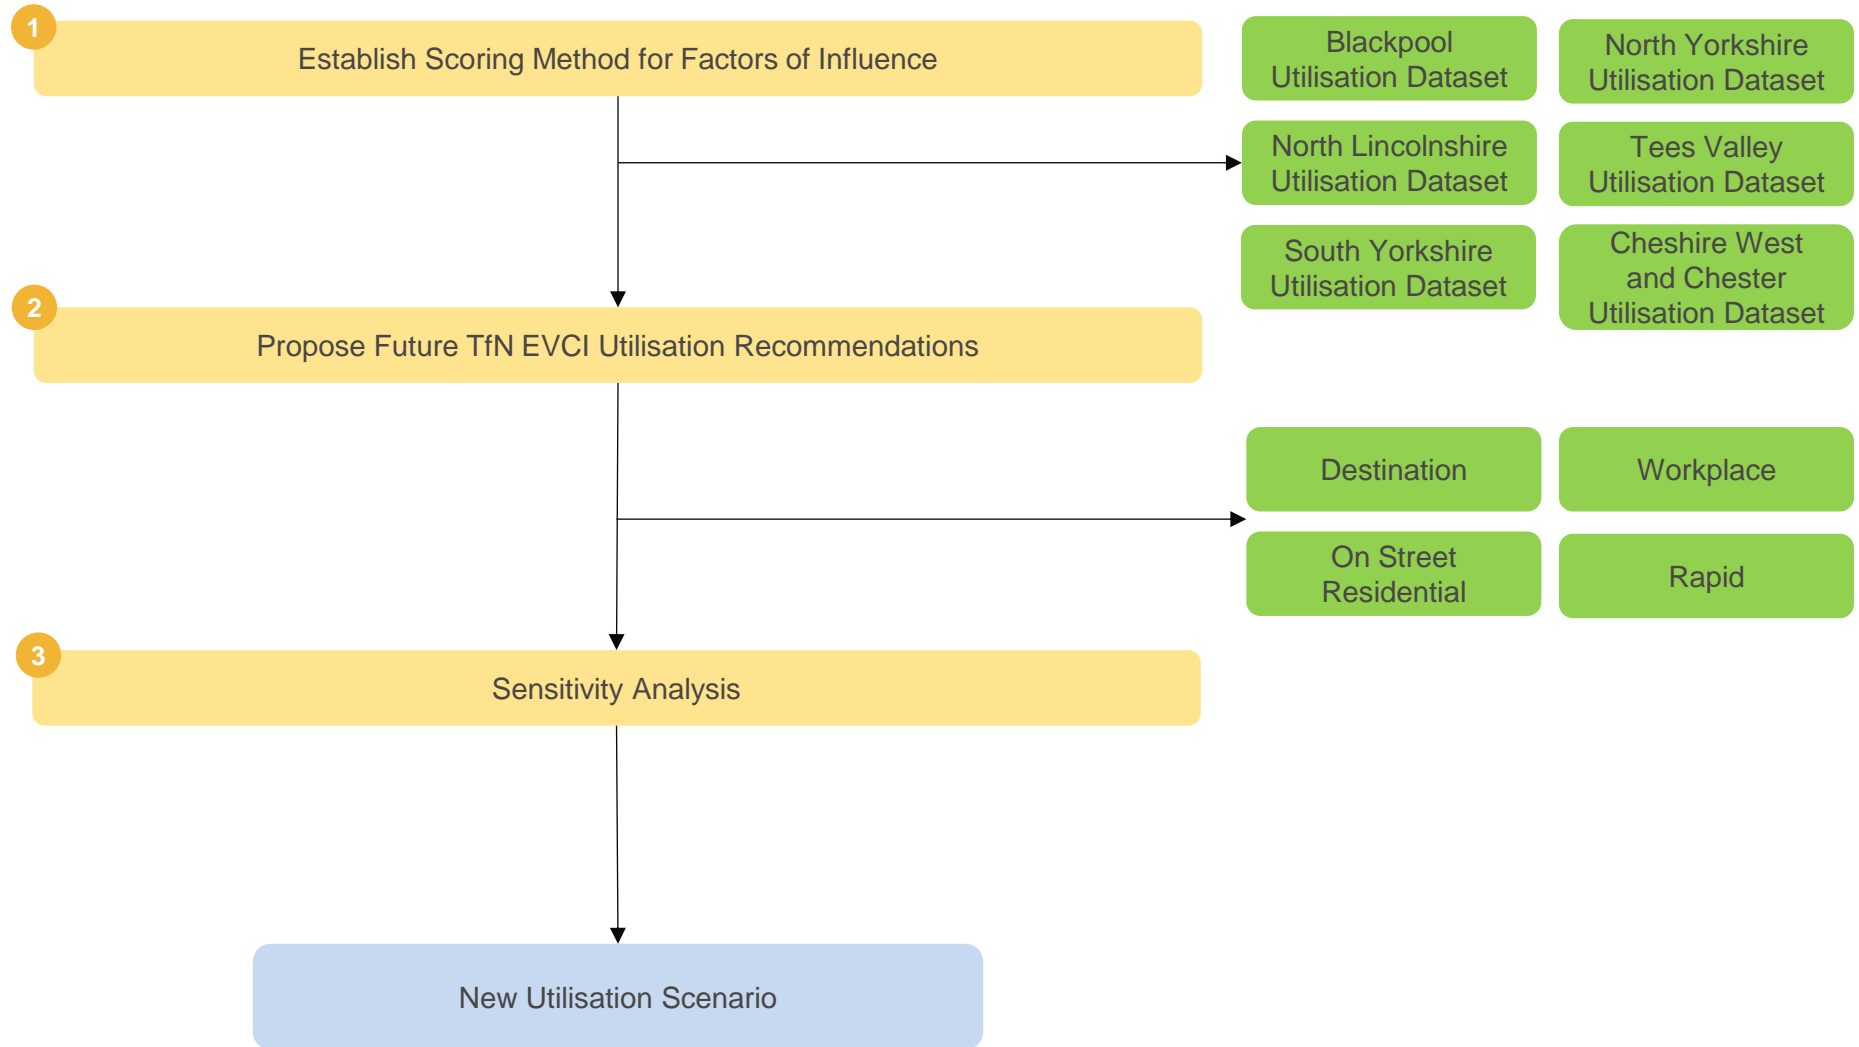 1
Establish Scoring Method for Factors of Influence
Blackpool
Utilisation Dataset
North Yorkshire
Utilisation Dataset
North Lincolnshire
Utilisation Dataset
Tees Valley
Utilisation Dataset
South Yorkshire
Utilisation Dataset
Cheshire West
and Chester
Utilisation Dataset
2
Propose Future TfN EVCI Utilisation Recommendations
Destination
Workplace
On Street
Residential
Rapid
3
Sensitivity Analysis
New Utilisation Scenario